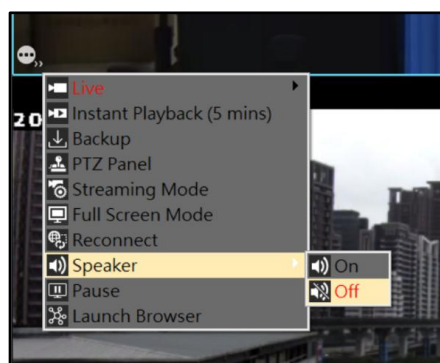 20
Live
Instant Playback (5 mins)
Backup
PTZ Panel
Streaming Mode
Full Screen Mode
Reconnect
Speaker
On
Pause
Off
Launch Browser